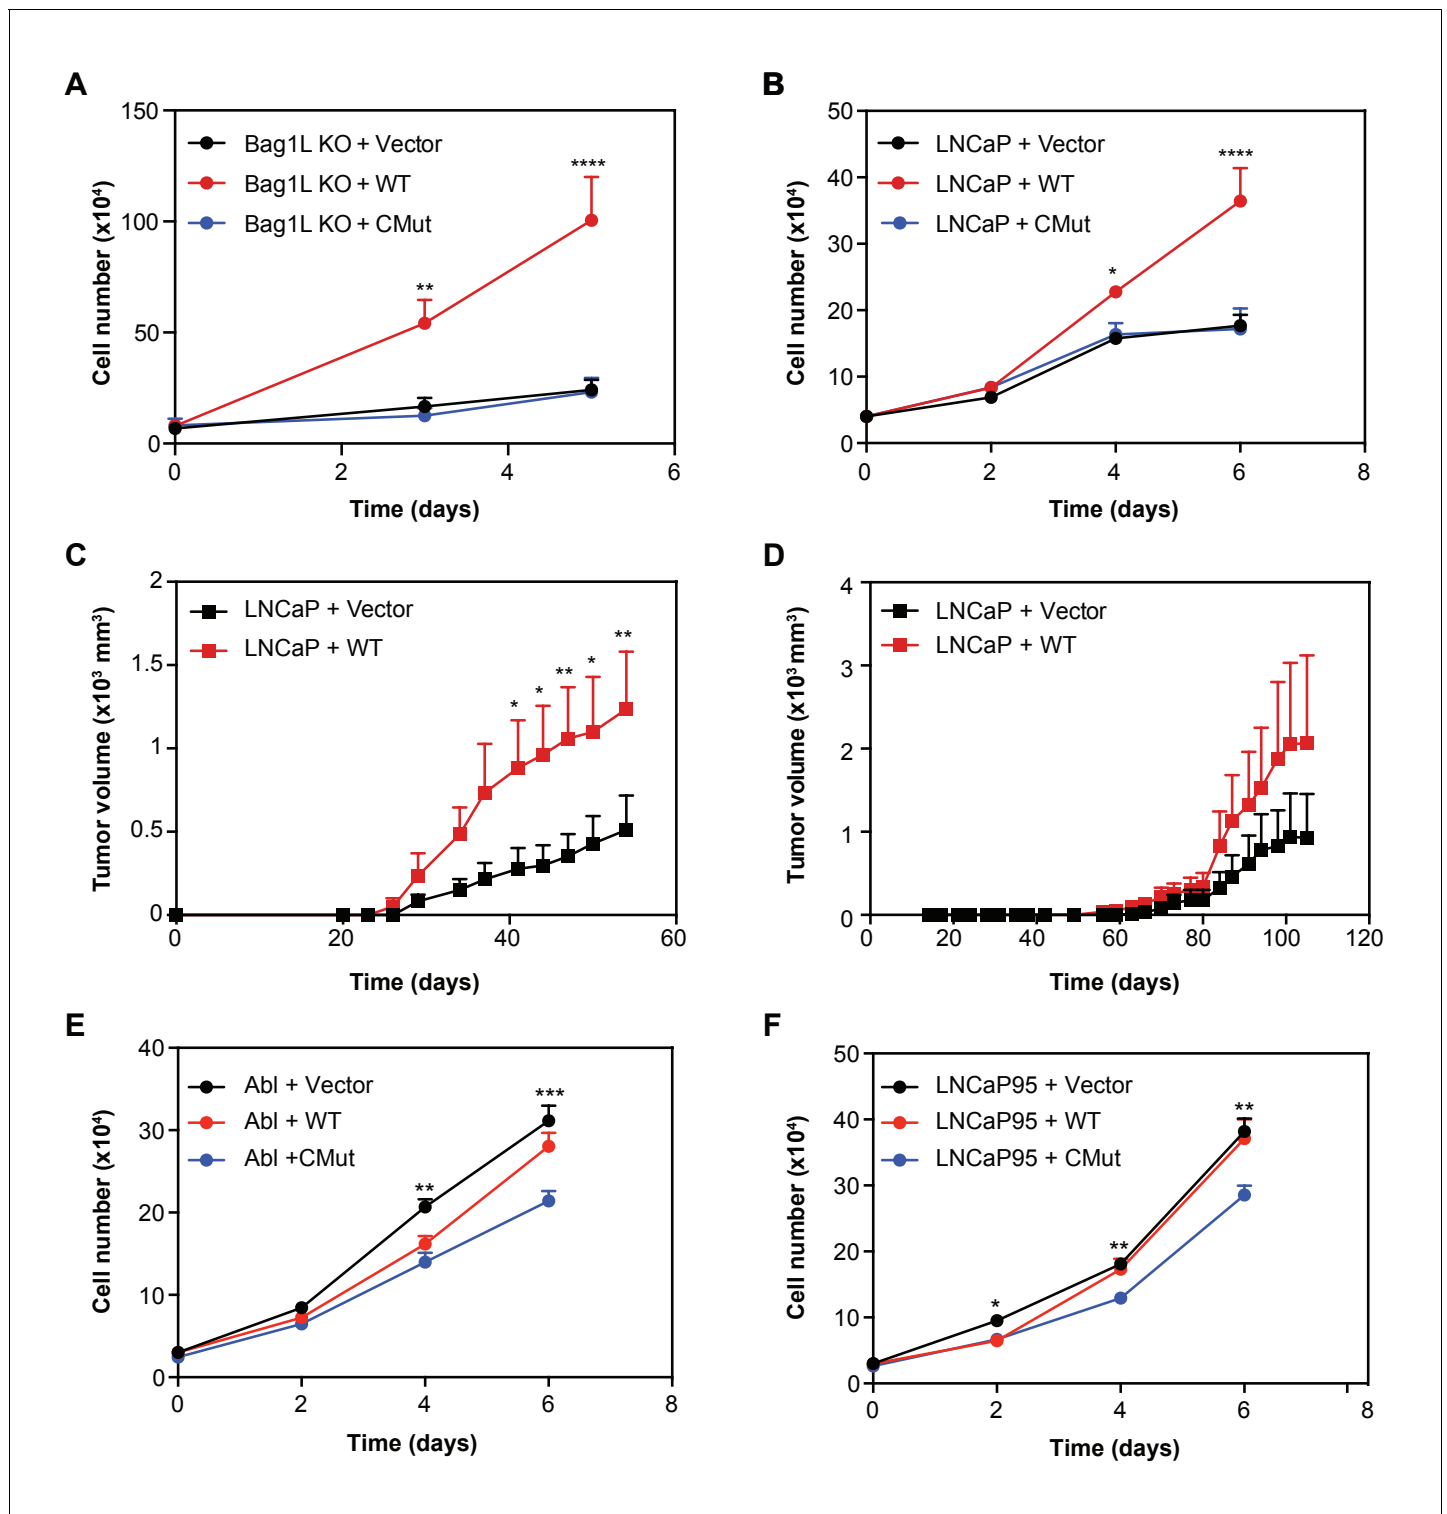 A
150
100
50
0
0
2
4
6
Cell number (x10⁴)
Time (days)
Bag1L KO + Vector
Bag1L KO + WT
Bag1L KO + CMut
**
****
B
50
40
30
20
10
0
0
2
4
6
8
Cell number (x10⁴)
Time (days)
LNCaP + Vector
LNCaP + WT
LNCaP + CMut
*
****
C
2
1.5
1
0.5
0
0
20
40
60
Tumor volume (x10³ mm³)
Time (days)
LNCaP + Vector
LNCaP + WT
*
*
**
*
**
D
4
3
2
1
0
0
20
40
60
80
100
120
Tumor volume (x10³ mm³)
Time (days)
LNCaP + Vector
LNCaP + WT
E
40
30
20
10
0
0
2
4
6
8
Cell number (x10⁴)
Time (days)
Abl + Vector
Abl + WT
Abl +CMut
**
***
F
50
40
30
20
10
0
0
2
4
6
8
Cell number (x10⁴)
Time (days)
LNCaP95 + Vector
LNCaP95 + WT
LNCaP95 + CMut
*
**
**